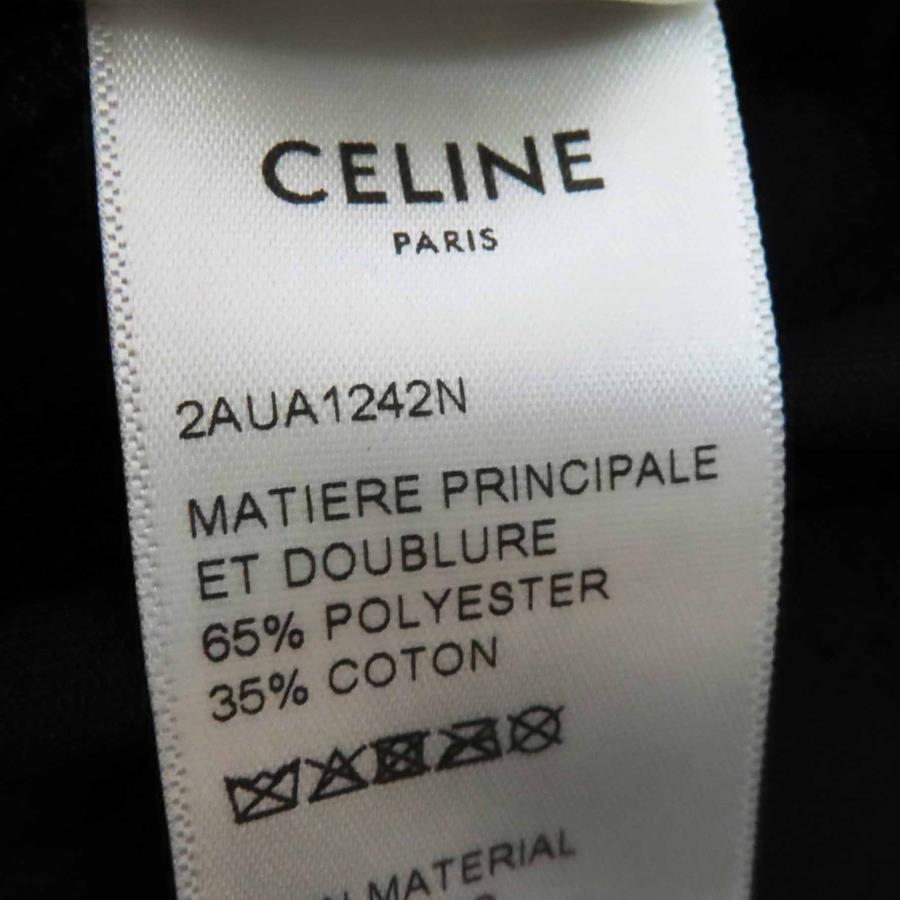 CELINE
PARIS
2AUA1242N
MATIERE PRINCIPALE
ET DOUBLURE
65% POLYESTER
35% COTON
MATERIAL